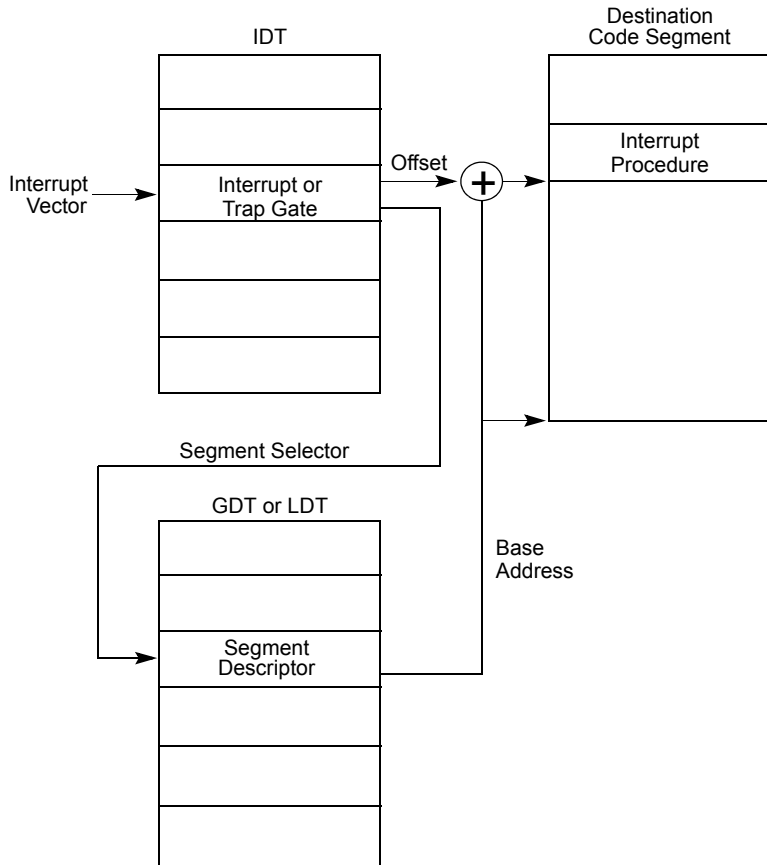 IDT
Destination
Code Segment
Interrupt
Vector
Interrupt or
Trap Gate
Offset
+
Interrupt
Procedure
Segment Selector
GDT or LDT
Segment
Descriptor
Base
Address